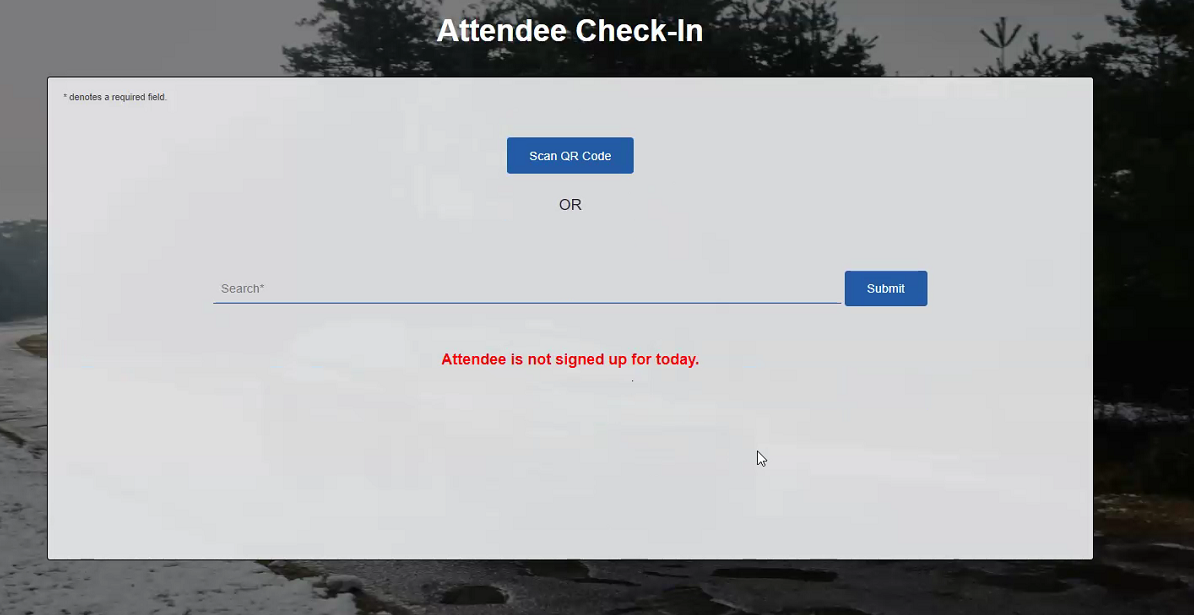 Attendee Check-In
* denotes a required field.
Scan QR Code
OR
Search*
Submit
Attendee is not signed up for today.